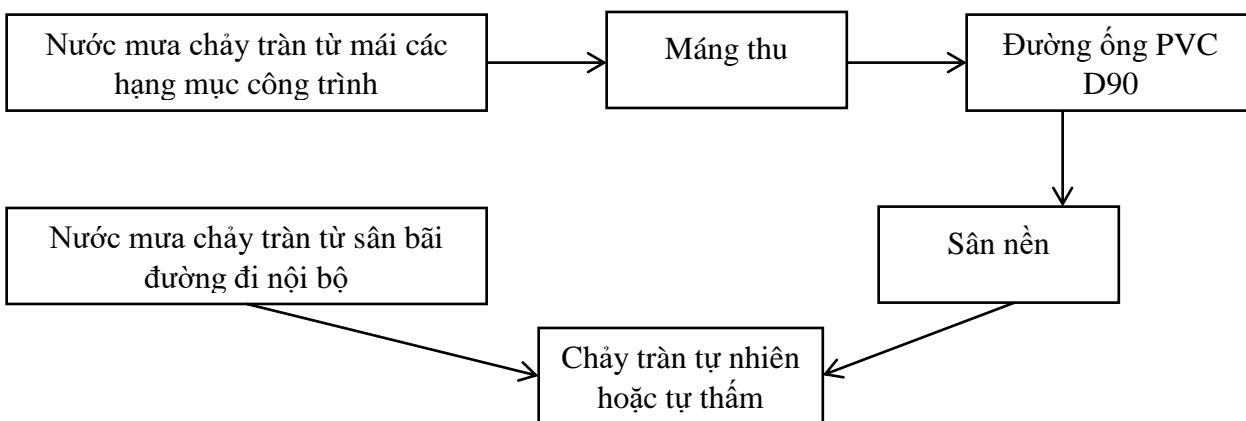 Nước mưa chảy tràn từ mái các
hạng mục công trình
Máng thu
Đường ống PVC
D90
Nước mưa chảy tràn từ sân bãi
đường đi nội bộ
Sân nền
Chảy tràn tự nhiên
hoặc tự thấm